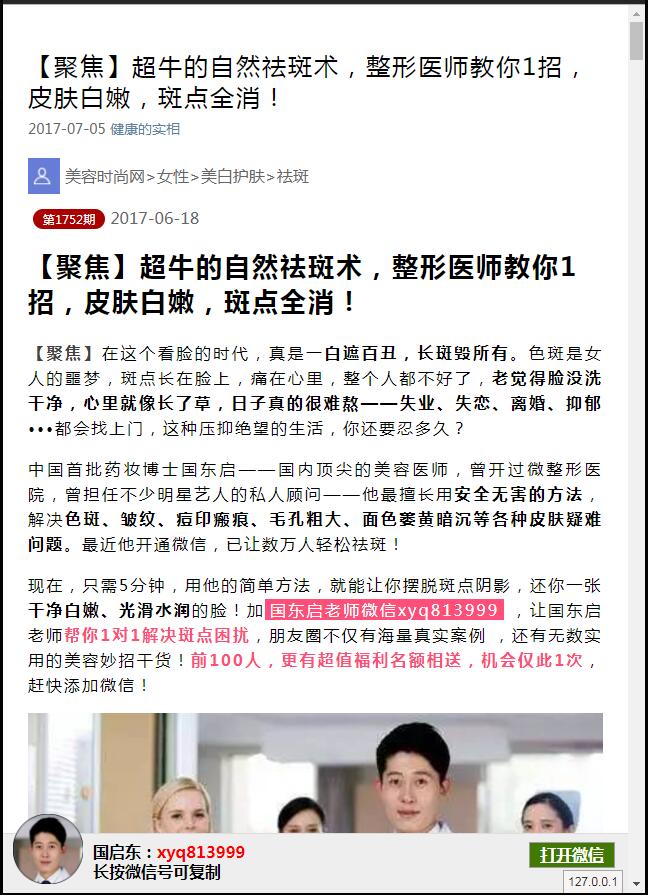 【聚焦】超牛的自然祛斑术，整形医师教你1招，
皮肤白嫩，斑点全消！
2017-07-05 健康的实相
美容时尚网>女性>美白护肤>祛斑
第1752期 2017-06-18
【聚焦】超牛的自然祛斑术，整形医师教你1
招，皮肤白嫩，斑点全消！
【聚焦】在这个看脸的时代，真是一白遮百丑，长斑毁所有。色斑是女
人的噩梦，斑点长在脸上，痛在心里，整个人都不好了，老觉得脸没洗
干净，心里就像长了草，日子真的很难熬——失业、失恋、离婚、抑郁
•••都会找上门，这种压抑绝望的生活，你还要忍多久？
中国首批药妆博士国东启——国内顶尖的美容医师，曾开过微整形医
院，曾担任不少明星艺人的私人顾问——他最擅长用安全无害的方法，
解决色斑、皱纹、痘印瘢痕、毛孔粗大、面色萎黄暗沉等各种皮肤疑难
问题。最近他开通微信，已让数万人轻松祛斑！
现在，只需5分钟，用他的简单方法，就能让你摆脱斑点阴影，还你一张
干净白嫩、光滑水润的脸！加国东启老师微信xyq813999 ，让国东启
老师帮你1对1解决斑点困扰，朋友圈不仅有海量真实案例 ，还有无数实
用的美容妙招干货！前100人，更有超值福利名额相送，机会仅此1次，
赶快添加微信！
国启东：xyq813999
长按微信号可复制
打开微信
127.0.0.1